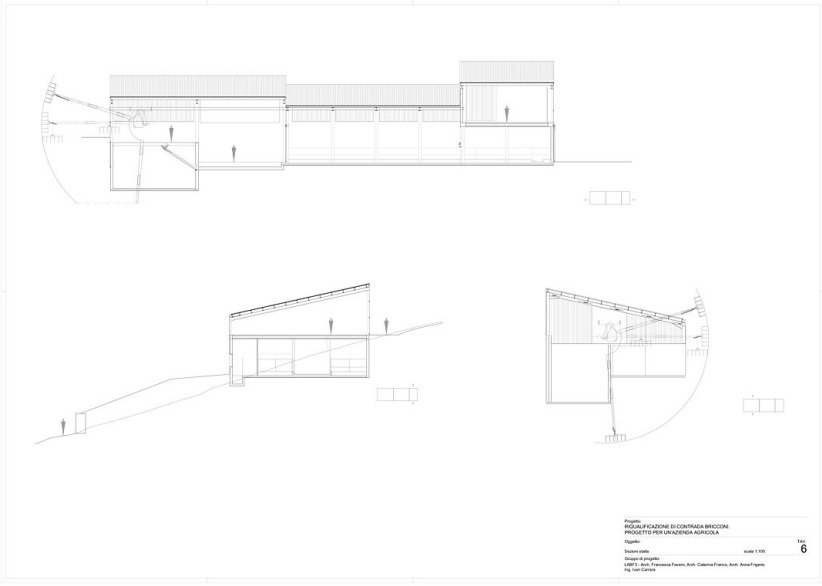 Progetto:
RIQUALIFICAZIONE DI CONTRADA BRICCONI.
PROGETTO PER UN'AZIENDA AGRICOLA
Oggetto:
TAV.
Sezioni stalla
scala 1:100
6
Gruppo di progetto:
LABF3 - Arch. Francesca Favero, Arch. Caterina Franco, Arch. Anna Frigerio
Ing. Ivan Carrara